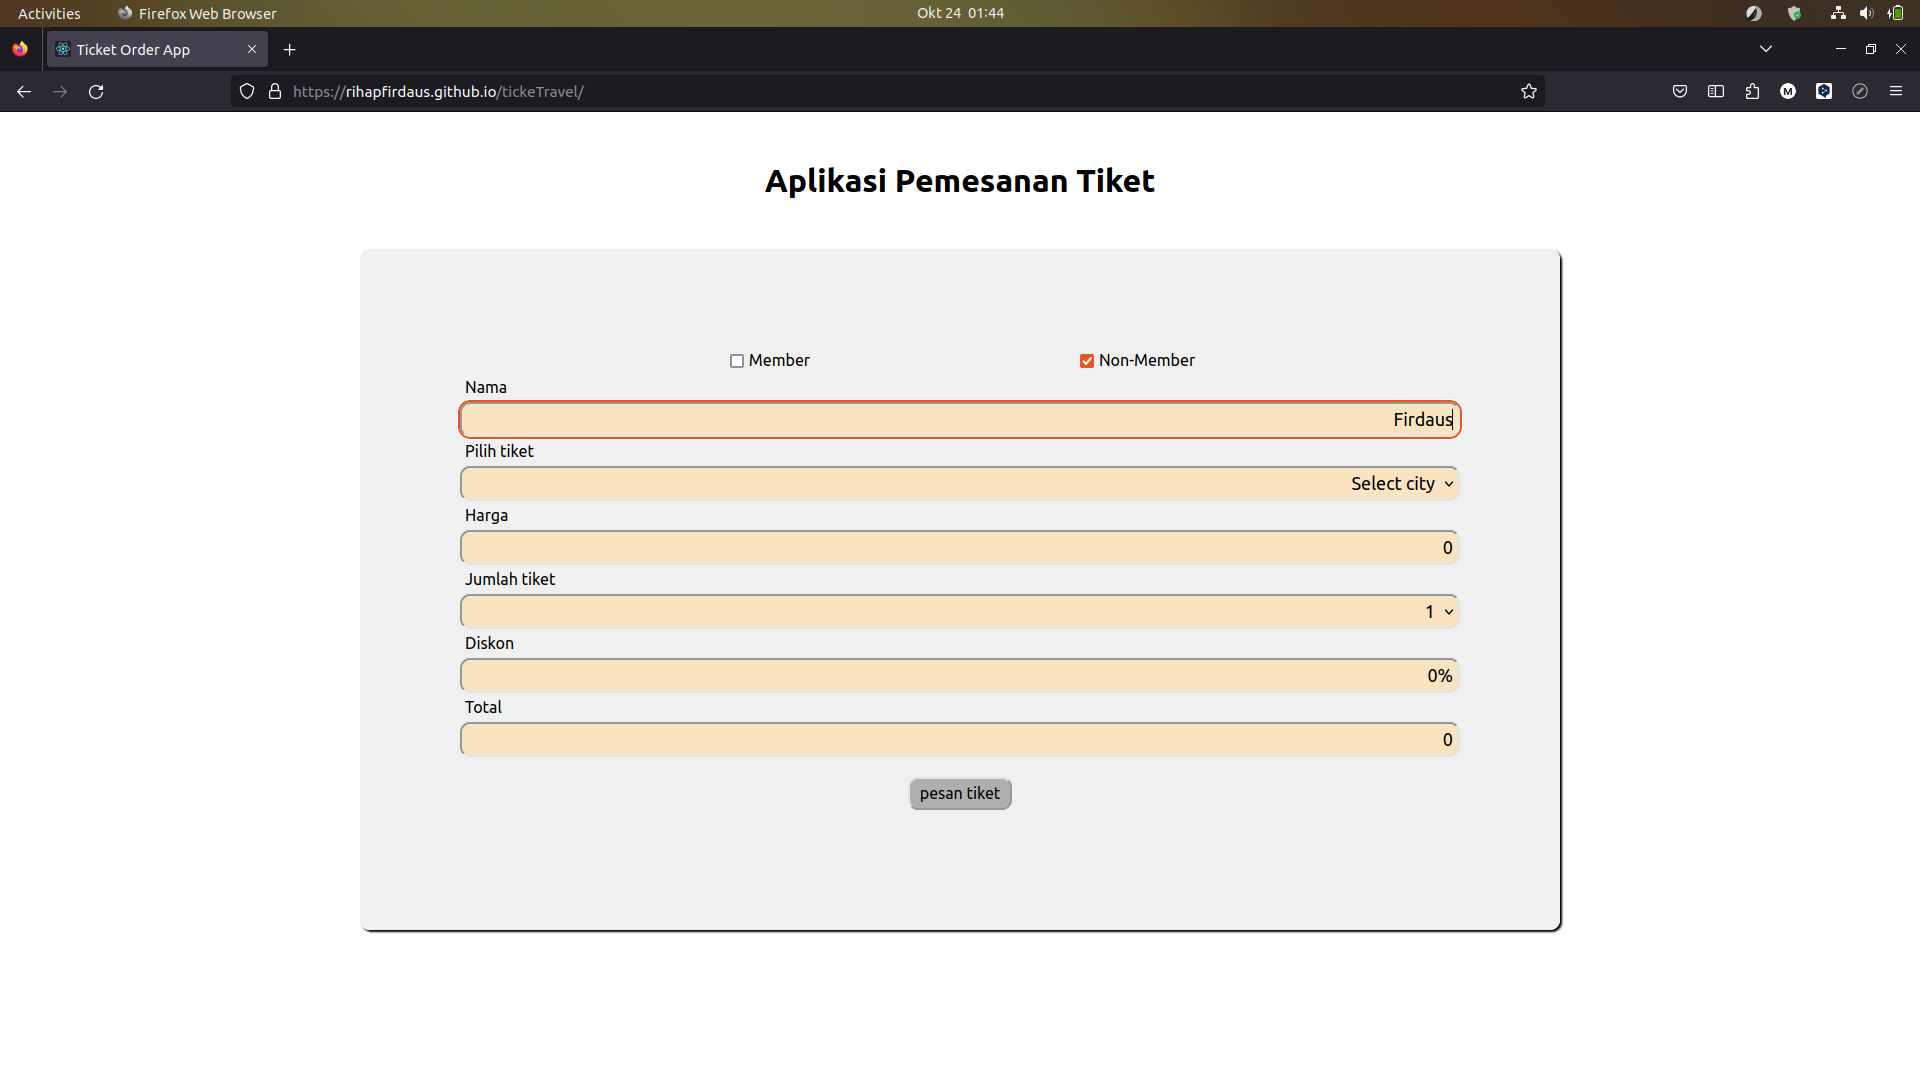 Activities Firefox Web Browser Okt 24 01:44
Ticket Order App
https://rihapfirdaus.github.io/tickeTravel/
Aplikasi Pemesanan Tiket
Member Non-Member
Nama
Firdaus
Pilih tiket
Select city
Harga
0
Jumlah tiket
1
Diskon
0%
Total
0
pesan tiket